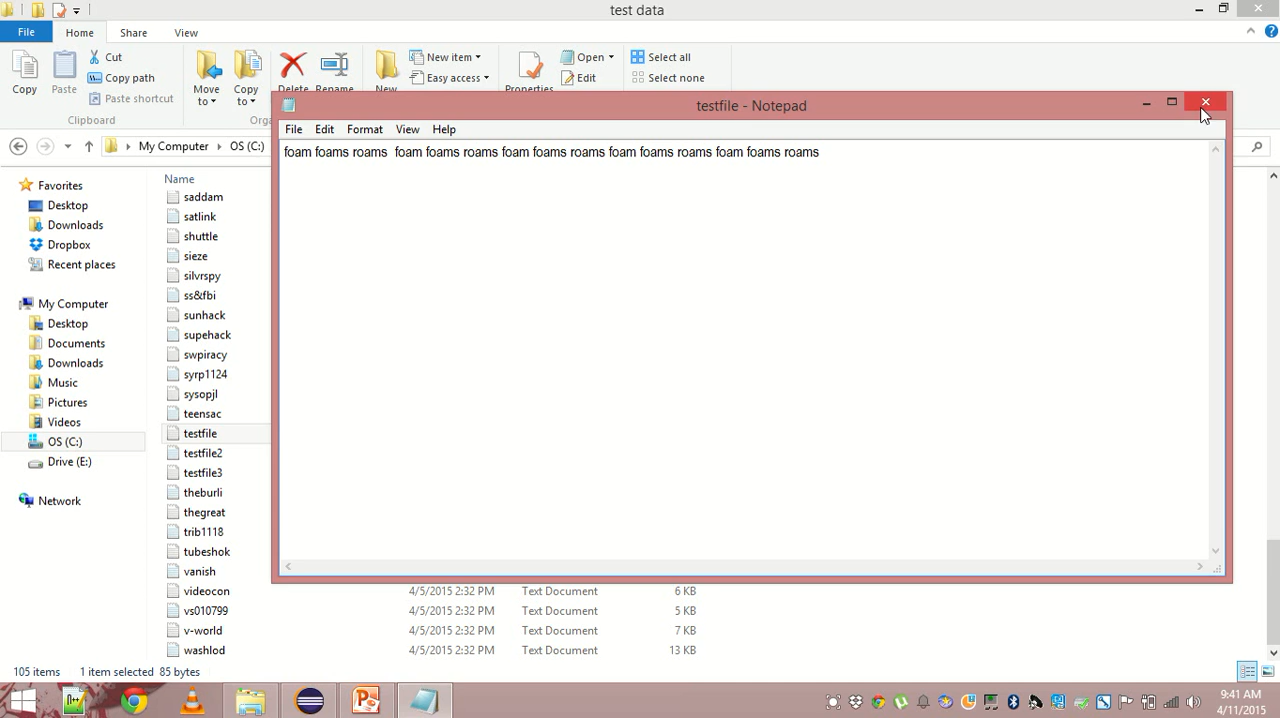 test data
File Home Share View
Copy Paste Cut
Copy path
Paste shortcut
Clipboard
Move to Copy to Delete Rename New
New item
Easy access
Properties
Open
Edit
Select all
Select none
My Computer OS (C:)
testfile - Notepad
File Edit Format View Help
foam foams roams  foam foams roams foam foams roams foam foams roams foam foams roams
Favorites
Desktop
Downloads
Dropbox
Recent places
My Computer
Desktop
Documents
Downloads
Music
Pictures
Videos
OS (C:)
Drive (E:)
Network
Name
saddam
satlink
shuttle
sieze
silvrspy
ss&fbi
sunhack
supehack
swpiracy
syrp1124
sysopjl
teensac
testfile
testfile2
testfile3
theburli
thegreat
trib1118
tubeshok
vanish
videocon 4/5/2015 2:32 PM Text Document 6 KB
vs010799 4/5/2015 2:32 PM Text Document 5 KB
v-world 4/5/2015 2:32 PM Text Document 7 KB
washlod 4/5/2015 2:32 PM Text Document 13 KB
105 items 1 item selected 85 bytes
9:41 AM
4/11/2015